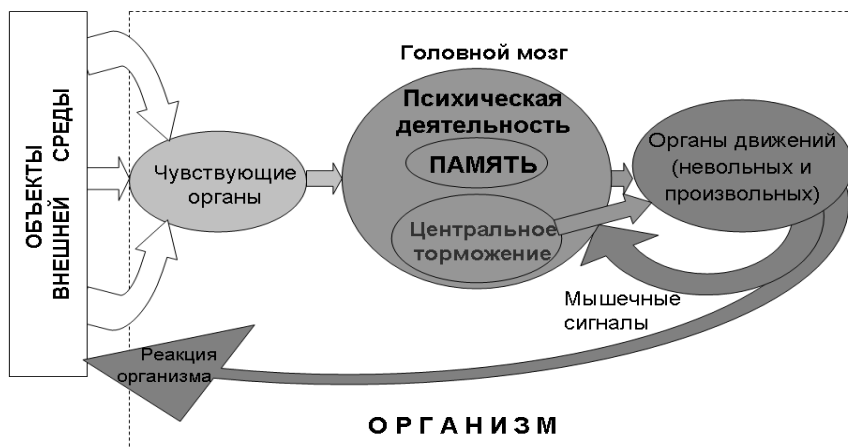 ОБЪЕКТЫ
ВНЕШНЕЙ СРЕДЫ
Чувствующие
органы
Головной мозг
Психическая
деятельность
ПАМЯТЬ
Центральное
торможение
Органы движений
(невольных и
произвольных)
Мышечные
сигналы
Реакция
организма
ОРГАНИЗМ